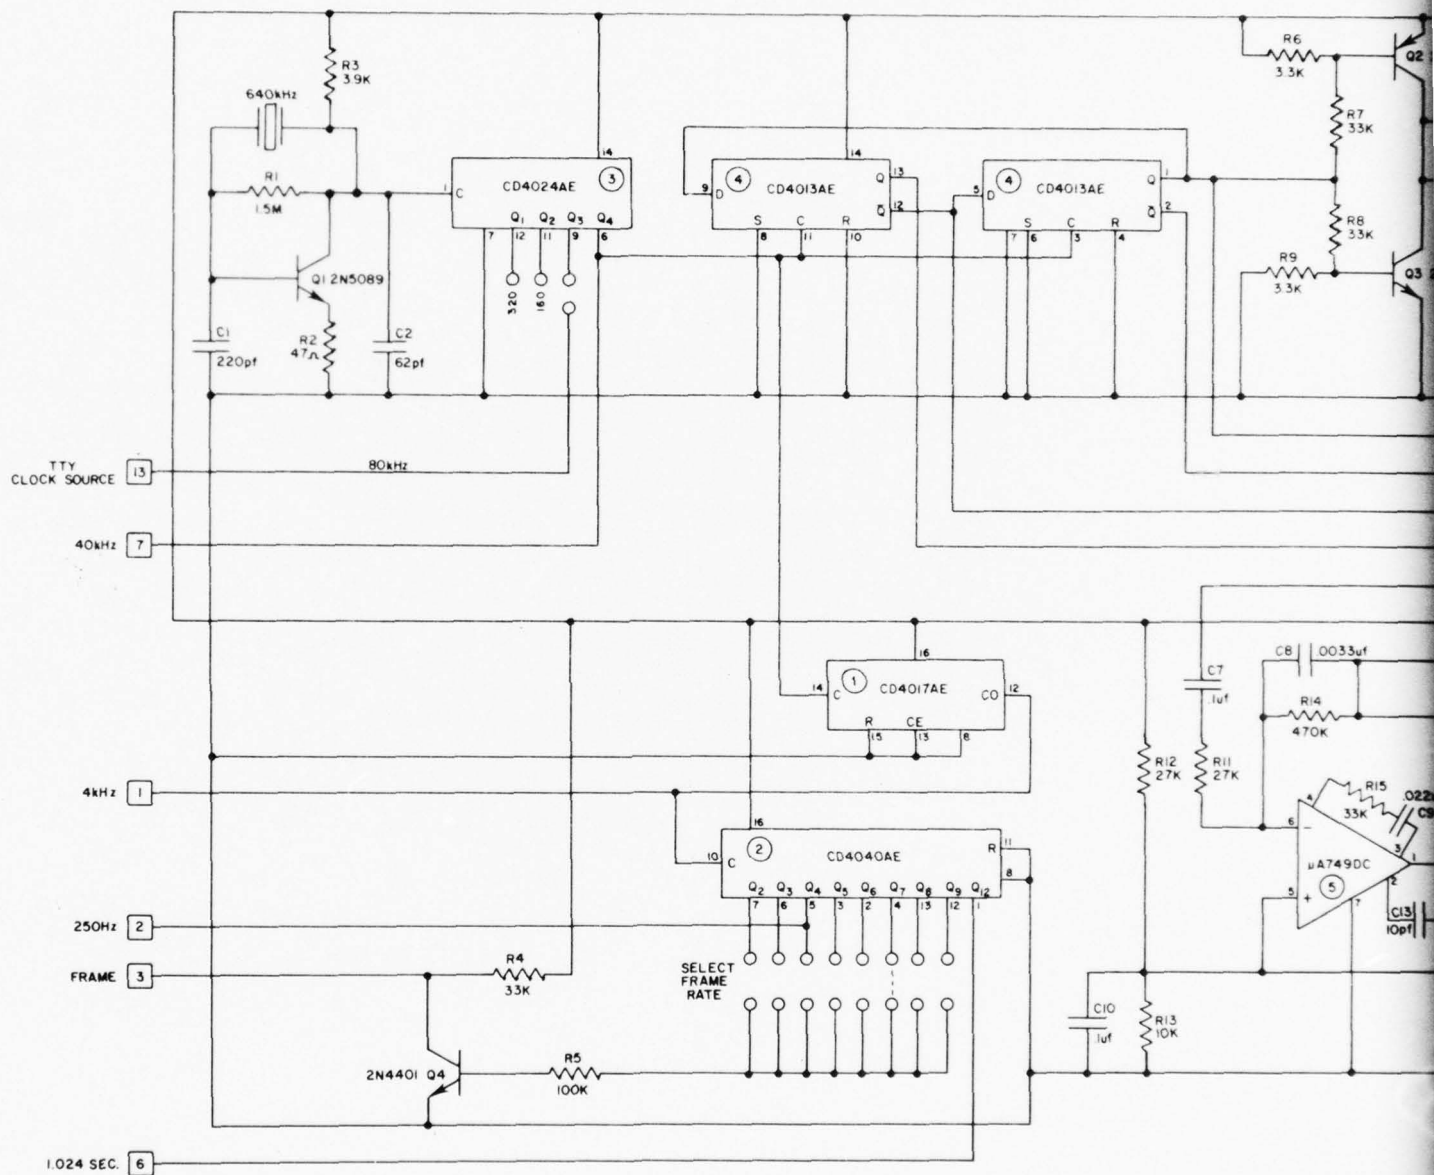 R3
3.9K
640kHz
R1
1.5M
Q1 2N5089
R2
47Ω
C1
220pf
C2
62pf
1
C
CD4024AE
3
14
Q1 Q2 Q3 Q4
7 12 11 9 6
320
160
9
D
4
CD4013AE
14
Q
13
Q̅
12
S C R
8 11 10
5
D
4
CD4013AE
Q
1
Q̅
2
S C R
7 6 3 4
R6
3.3K
Q2
R7
33K
R8
33K
R9
3.3K
Q3
TTY
CLOCK SOURCE
13
80kHz
40kHz
7
16
14
C
1
CD4017AE
CO
12
R CE
15 13 8
4kHz
1
16
10
C
2
CD4040AE
R
11
8
Q2 Q3 Q4 Q5 Q6 Q7 Q8 Q9 Q12
7 6 5 3 2 4 13 12 1
250Hz
2
FRAME
3
R4
33K
SELECT
FRAME
RATE
2N4401 Q4
R5
100K
1.024 SEC.
6
C7
.1uf
C8
.0033uf
R14
470K
R12
27K
R11
27K
4
R15
33K
C9
6
−
3
1
µA749DC
5
+
5
2
7
C13
10pf
C10
.1uf
R13
10K